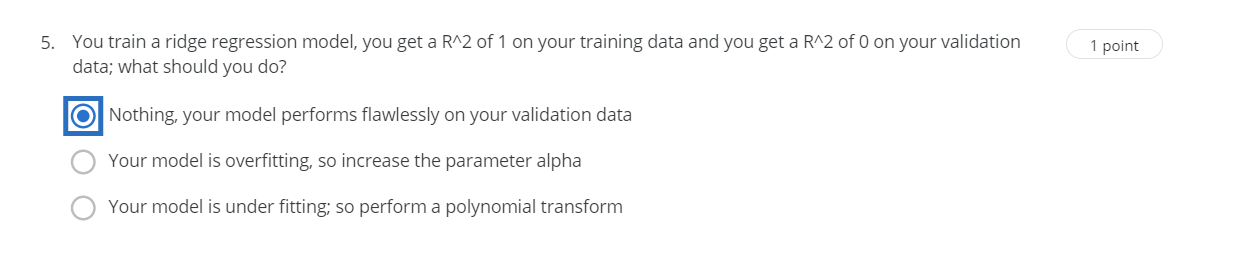 5. You train a ridge regression model, you get a R^2 of 1 on your training data and you get a R^2 of 0 on your validation
data; what should you do?
1 point
Nothing, your model performs flawlessly on your validation data
Your model is overfitting, so increase the parameter alpha
Your model is under fitting; so perform a polynomial transform